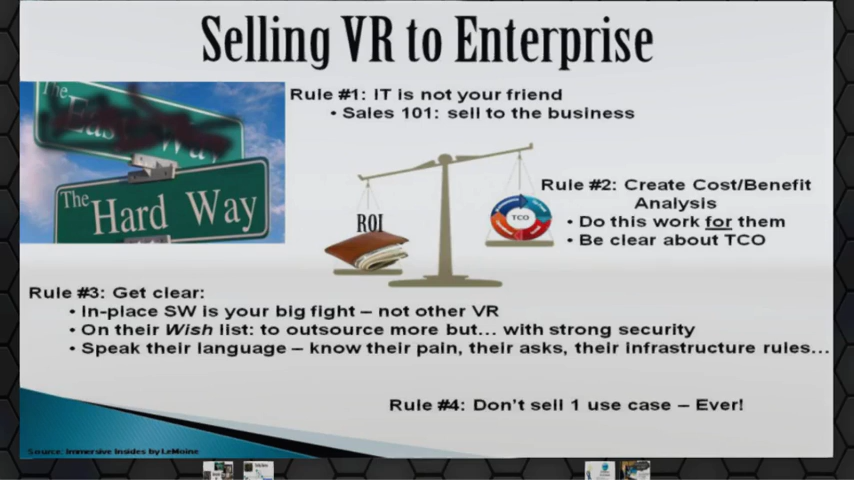 Selling VR to Enterprise
The
Hard Way
Rule #1: IT is not your friend
• Sales 101: sell to the business
ROI
TCO
Rule #2: Create Cost/Benefit
Analysis
• Do this work for them
• Be clear about TCO
Rule #3: Get clear:
• In-place SW is your big fight – not other VR
• On their Wish list: to outsource more but... with strong security
• Speak their language – know their pain, their asks, their infrastructure rules...
Rule #4: Don't sell 1 use case – Ever!
Source: Immersive Insides by LeMoine